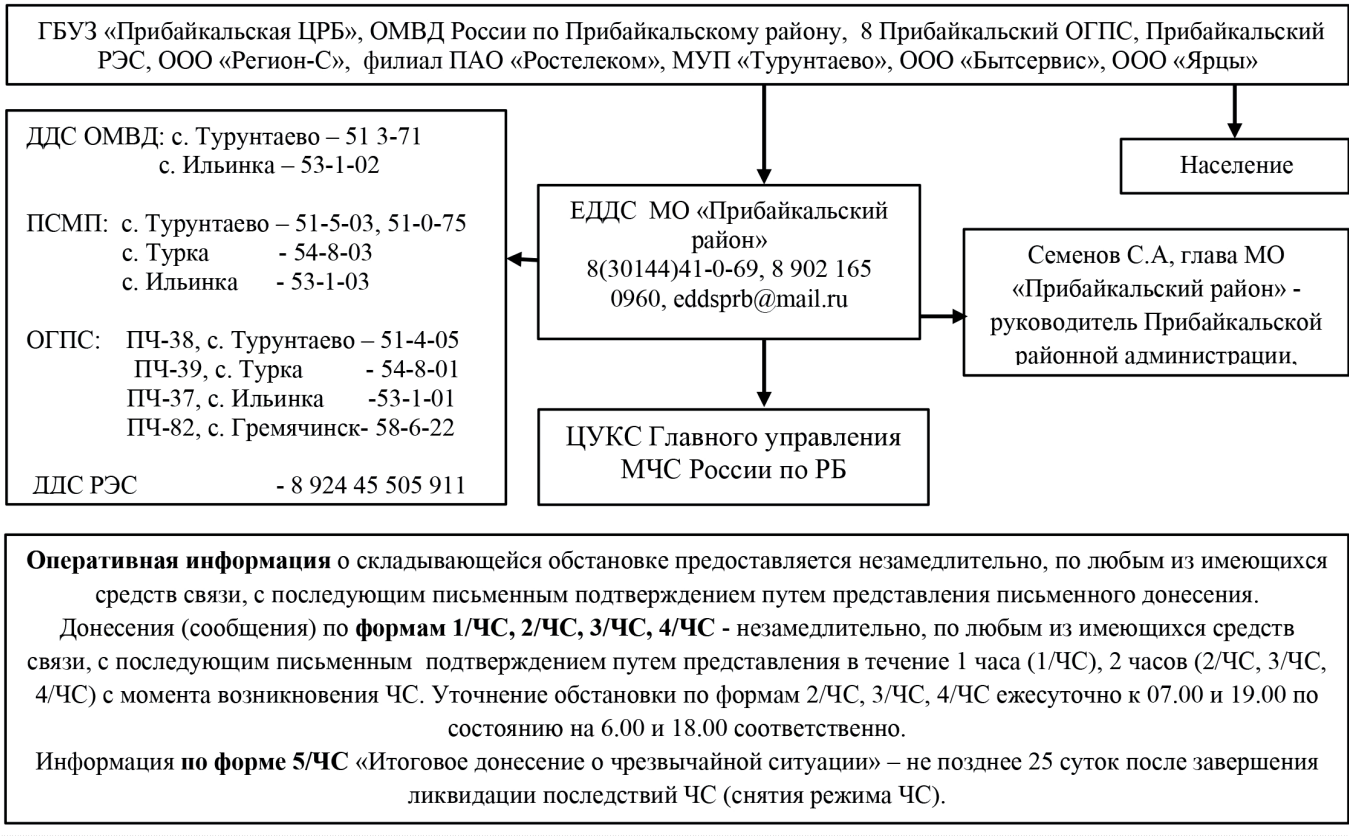 ГБУЗ «Прибайкальская ЦРБ», ОМВД России по Прибайкальскому району, 8 Прибайкальский ОГПС, Прибайкальский
РЭС, ООО «Регион-С», филиал ПАО «Ростелеком», МУП «Турунтаево», ООО «Бытсервис», ООО «Ярцы»
ДДС ОМВД: с. Турунтаево – 51 3-71
с. Ильинка – 53-1-02
ПСМП: с. Турунтаево – 51-5-03, 51-0-75
с. Турка - 54-8-03
с. Ильинка - 53-1-03
ОГПС: ПЧ-38, с. Турунтаево – 51-4-05
ПЧ-39, с. Турка - 54-8-01
ПЧ-37, с. Ильинка -53-1-01
ПЧ-82, с. Гремячинск- 58-6-22
ДДС РЭС - 8 924 45 505 911
ЕДДС МО «Прибайкальский
район»
8(30144)41-0-69, 8 902 165
0960, eddsprb@mail.ru
Население
Семенов С.А, глава МО
«Прибайкальский район» -
руководитель Прибайкальской
районной администрации,
ЦУКС Главного управления
МЧС России по РБ
Оперативная информация о складывающейся обстановке предоставляется незамедлительно, по любым из имеющихся
средств связи, с последующим письменным подтверждением путем представления письменного донесения.
Донесения (сообщения) по формам 1/ЧС, 2/ЧС, 3/ЧС, 4/ЧС - незамедлительно, по любым из имеющихся средств
связи, с последующим письменным подтверждением путем представления в течение 1 часа (1/ЧС), 2 часов (2/ЧС, 3/ЧС,
4/ЧС) с момента возникновения ЧС. Уточнение обстановки по формам 2/ЧС, 3/ЧС, 4/ЧС ежесуточно к 07.00 и 19.00 по
состоянию на 6.00 и 18.00 соответственно.
Информация по форме 5/ЧС «Итоговое донесение о чрезвычайной ситуации» – не позднее 25 суток после завершения
ликвидации последствий ЧС (снятия режима ЧС).